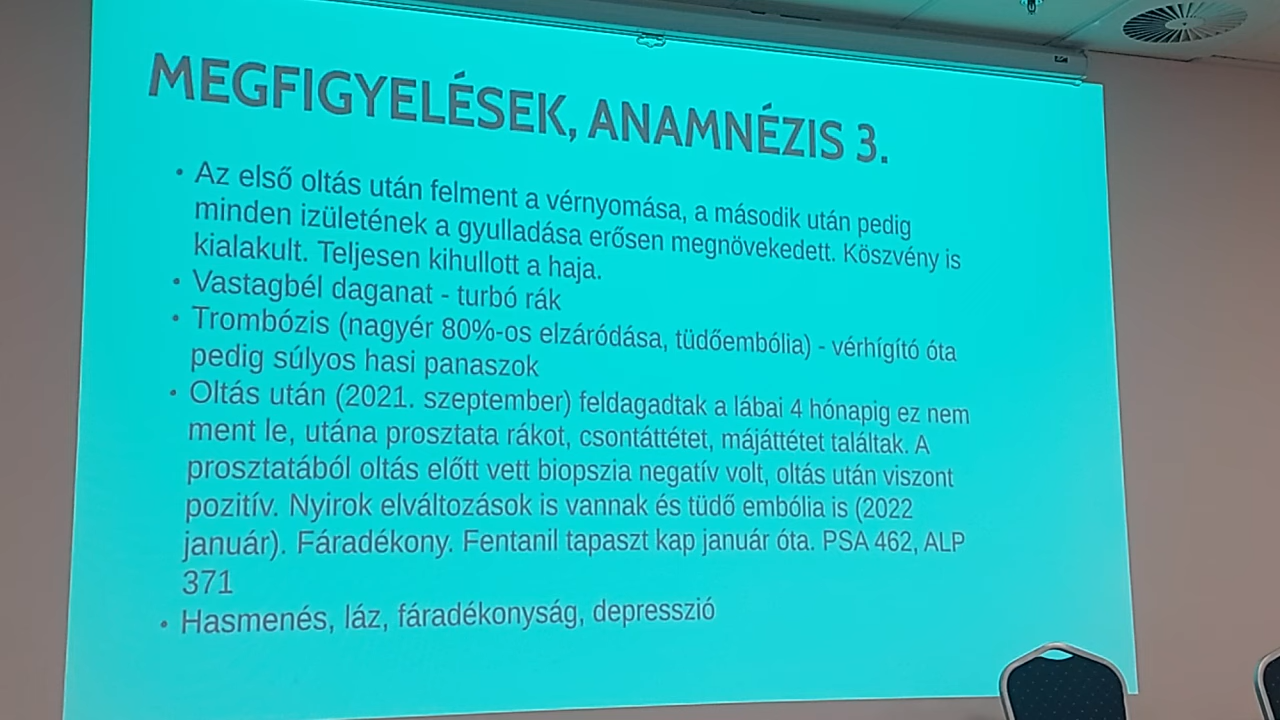 MEGFIGYELÉSEK, ANAMNÉZIS 3.
• Az első oltás után felment a vérnyomása, a második után pedig
minden izületének a gyulladása erősen megnövekedett. Köszvény is
kialakult. Teljesen kihullott a haja.
• Vastagbél daganat - turbó rák
• Trombózis (nagyér 80%-os elzáródása, tüdőembólia) - vérhígító óta
pedig súlyos hasi panaszok
• Oltás után (2021. szeptember) feldagadtak a lábai 4 hónapig ez nem
ment le, utána prosztata rákot, csontáttétet, májáttétet találtak. A
prosztatából oltás előtt vett biopszia negatív volt, oltás után viszont
pozitív. Nyirok elváltozások is vannak és tüdő embólia is (2022
január). Fáradékony. Fentanil tapaszt kap január óta. PSA 462, ALP
371
• Hasmenés, láz, fáradékonyság, depresszió